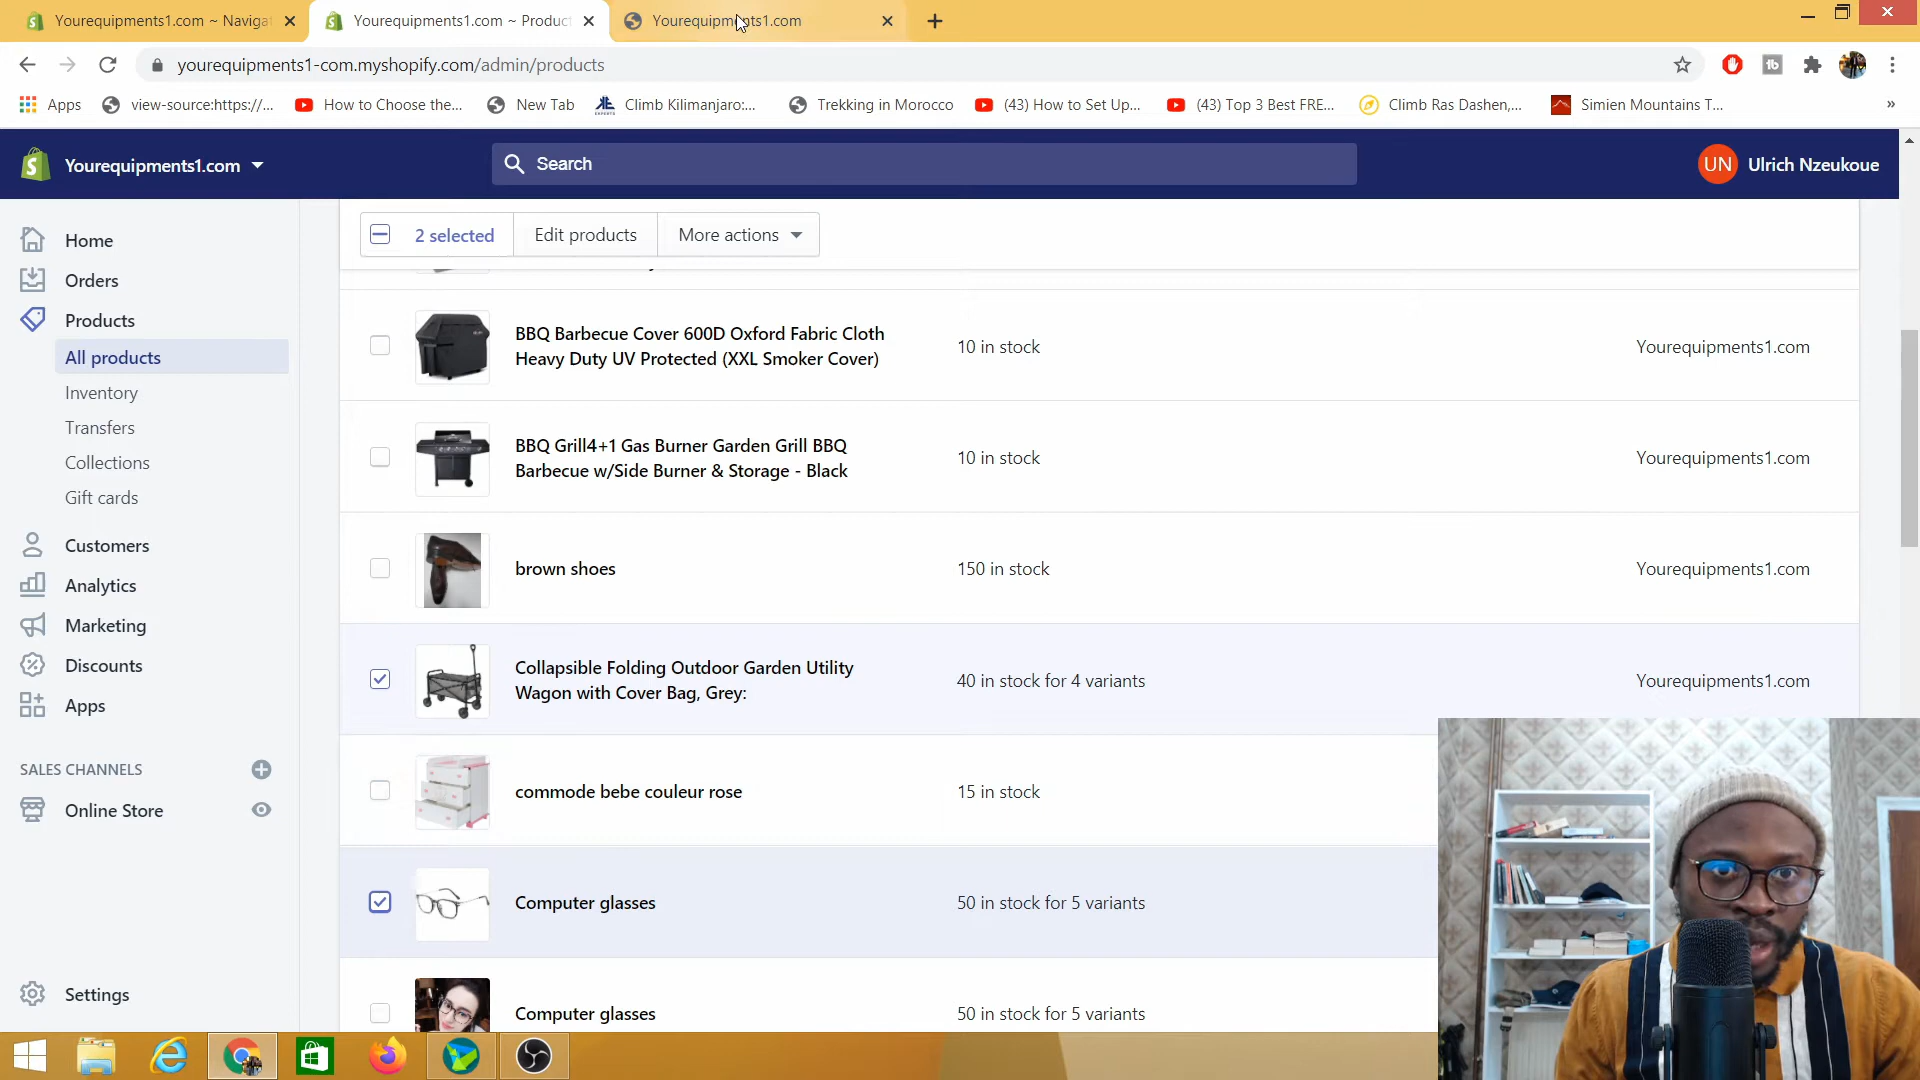 Yourequipments1.com ~ Naviga
Yourequipments1.com ~ Product
Yourequipments1.com
yourequipments1-com.myshopify.com/admin/products
Apps
view-source:https://...
How to Choose the...
New Tab
Climb Kilimanjaro:...
Trekking in Morocco
(43) How to Set Up...
(43) Top 3 Best FRE...
Climb Ras Dashen,...
Simien Mountains T...
»
Yourequipments1.com
Search
UN
Ulrich Nzeukoue
Home
Orders
Products
All products
Inventory
Transfers
Collections
Gift cards
Customers
Analytics
Marketing
Discounts
Apps
SALES CHANNELS
Online Store
Settings
2 selected
Edit products
More actions
BBQ Barbecue Cover 600D Oxford Fabric Cloth
Heavy Duty UV Protected (XXL Smoker Cover)
10 in stock
Yourequipments1.com
BBQ Grill4+1 Gas Burner Garden Grill BBQ
Barbecue w/Side Burner & Storage - Black
10 in stock
Yourequipments1.com
brown shoes
150 in stock
Yourequipments1.com
Collapsible Folding Outdoor Garden Utility
Wagon with Cover Bag, Grey:
40 in stock for 4 variants
Yourequipments1.com
commode bebe couleur rose
15 in stock
Computer glasses
50 in stock for 5 variants
Computer glasses
50 in stock for 5 variants